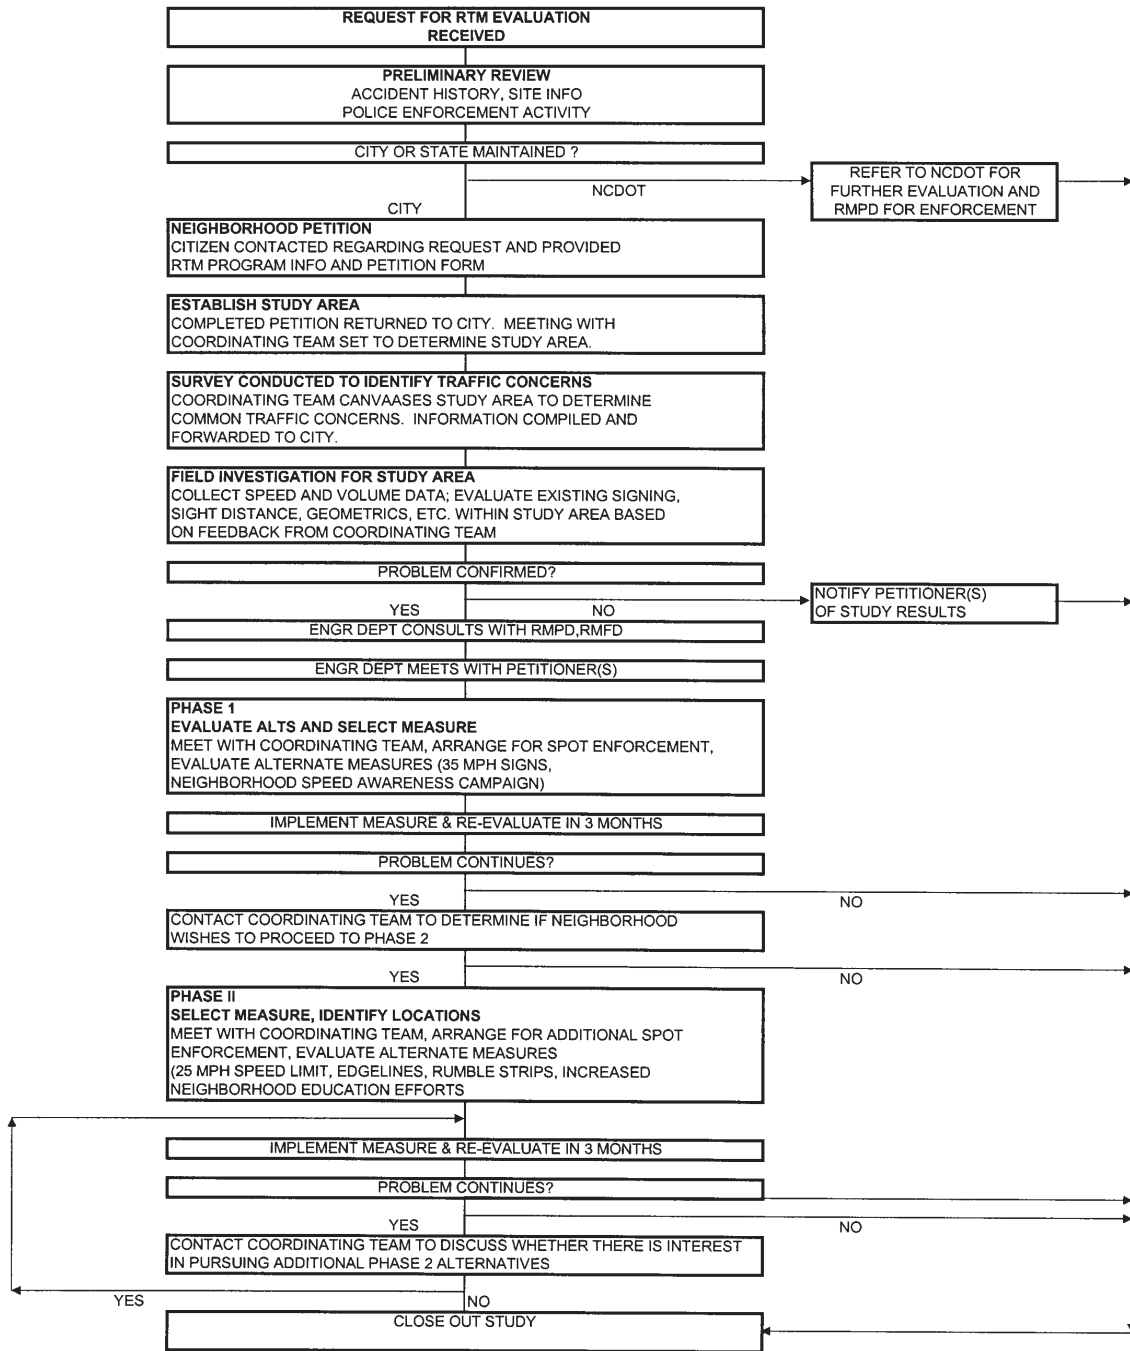 REQUEST FOR RTM EVALUATION
RECEIVED
PRELIMINARY REVIEW
ACCIDENT HISTORY, SITE INFO
POLICE ENFORCEMENT ACTIVITY
CITY OR STATE MAINTAINED ?
NCDOT
REFER TO NCDOT FOR
FURTHER EVALUATION AND
RMPD FOR ENFORCEMENT
CITY
NEIGHBORHOOD PETITION
CITIZEN CONTACTED REGARDING REQUEST AND PROVIDED
RTM PROGRAM INFO AND PETITION FORM
ESTABLISH STUDY AREA
COMPLETED PETITION RETURNED TO CITY. MEETING WITH
COORDINATING TEAM SET TO DETERMINE STUDY AREA.
SURVEY CONDUCTED TO IDENTIFY TRAFFIC CONCERNS
COORDINATING TEAM CANVAASES STUDY AREA TO DETERMINE
COMMON TRAFFIC CONCERNS. INFORMATION COMPILED AND
FORWARDED TO CITY.
FIELD INVESTIGATION FOR STUDY AREA
COLLECT SPEED AND VOLUME DATA; EVALUATE EXISTING SIGNING,
SIGHT DISTANCE, GEOMETRICS, ETC. WITHIN STUDY AREA BASED
ON FEEDBACK FROM COORDINATING TEAM
PROBLEM CONFIRMED?
YES NO
NOTIFY PETITIONER(S)
OF STUDY RESULTS
ENGR DEPT CONSULTS WITH RMPD,RMFD
ENGR DEPT MEETS WITH PETITIONER(S)
PHASE 1
EVALUATE ALTS AND SELECT MEASURE
MEET WITH COORDINATING TEAM, ARRANGE FOR SPOT ENFORCEMENT,
EVALUATE ALTERNATE MEASURES (35 MPH SIGNS,
NEIGHBORHOOD SPEED AWARENESS CAMPAIGN)
IMPLEMENT MEASURE & RE-EVALUATE IN 3 MONTHS
PROBLEM CONTINUES?
YES NO
CONTACT COORDINATING TEAM TO DETERMINE IF NEIGHBORHOOD
WISHES TO PROCEED TO PHASE 2
YES NO
PHASE II
SELECT MEASURE, IDENTIFY LOCATIONS
MEET WITH COORDINATING TEAM, ARRANGE FOR ADDITIONAL SPOT
ENFORCEMENT, EVALUATE ALTERNATE MEASURES
(25 MPH SPEED LIMIT, EDGELINES, RUMBLE STRIPS, INCREASED
NEIGHBORHOOD EDUCATION EFFORTS
IMPLEMENT MEASURE & RE-EVALUATE IN 3 MONTHS
PROBLEM CONTINUES?
YES NO
CONTACT COORDINATING TEAM TO DISCUSS WHETHER THERE IS INTEREST
IN PURSUING ADDITIONAL PHASE 2 ALTERNATIVES
YES NO
CLOSE OUT STUDY